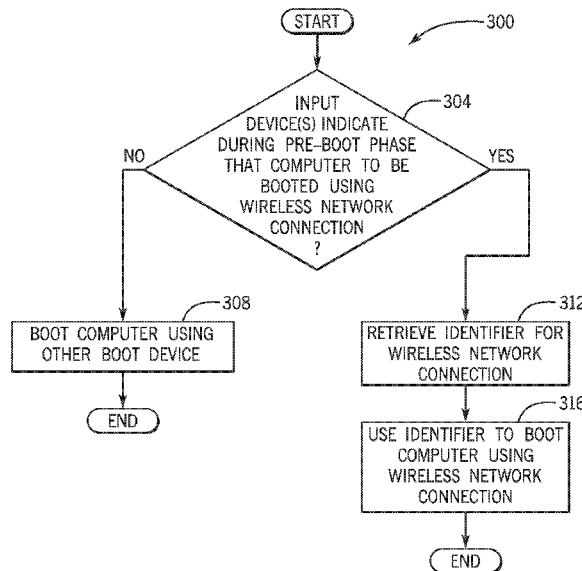 START
300
304
INPUT
DEVICE(S) INDICATE
DURING PRE-BOOT PHASE
THAT COMPUTER TO BE
BOOTED USING
WIRELESS NETWORK
CONNECTION
?
NO
YES
308
BOOT COMPUTER USING
OTHER BOOT DEVICE
END
312
RETRIEVE IDENTIFIER FOR
WIRELESS NETWORK
CONNECTION
316
USE IDENTIFIER TO BOOT
COMPUTER USING
WIRELESS NETWORK
CONNECTION
END